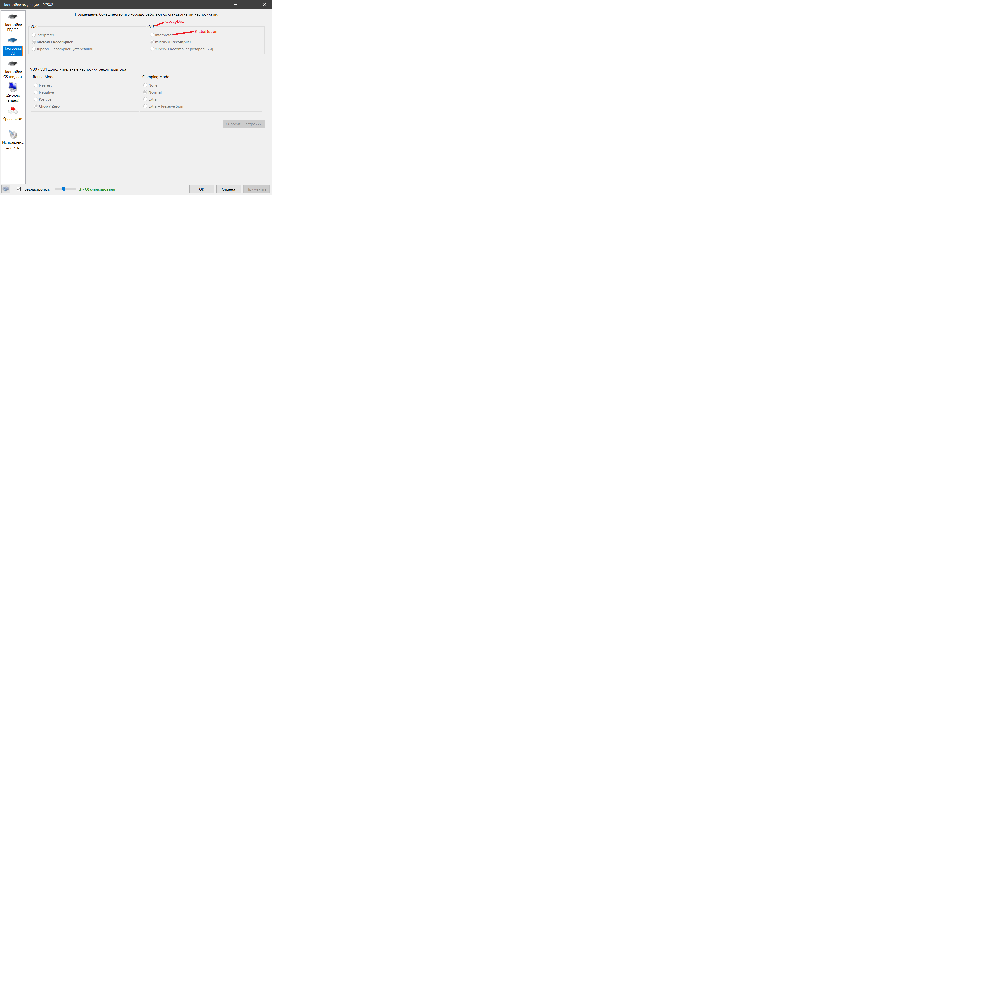 Настройки эмуляции - PCSX2
Примечание: большинство игр хорошо работают со стандартными настройками.
Настройки
EE/IOP
Настройки
VU
Настройки
GS (видео)
GS-окно
(видео)
Speed хаки
Исправлен...
для игр
GroupBox
VU0
VU1
RadioButton
Interpreter
Interpreter
microVU Recompiler
microVU Recompiler
superVU Recompiler [устаревший]
superVU Recompiler [устаревший]
VU0 / VU1 Дополнительные настройки рекомпилятора
Round Mode
Nearest
Negative
Positive
Chop / Zero
Clamping Mode
None
Normal
Extra
Extra + Preserve Sign
Сбросить настройки
Преднастройки:
3 - Сбалансировано
ОК
Отмена
Применить